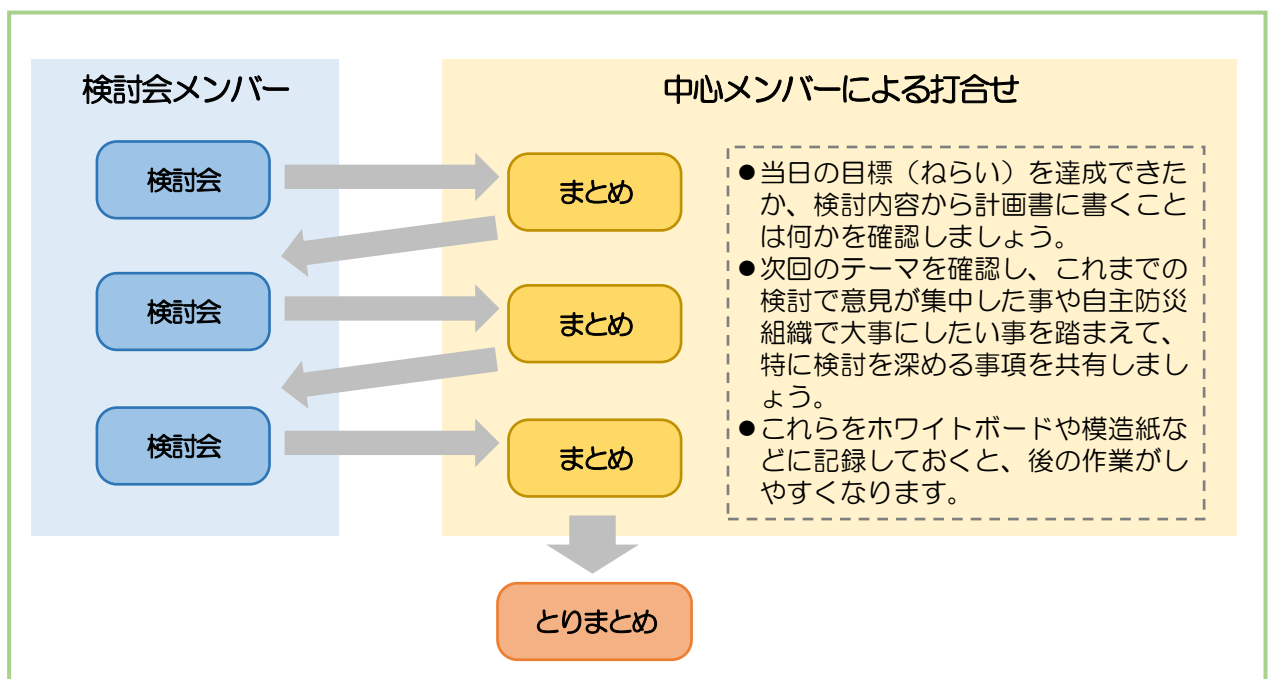 検討会メンバー
検討会
検討会
検討会
中心メンバーによる打合せ
まとめ
まとめ
まとめ
●当日の目標（ねらい）を達成できた
か、検討内容から計画書に書くこと
は何かを確認しましょう。
●次回のテーマを確認し、これまでの
検討で意見が集中した事や自主防災
組織で大事にしたい事を踏まえて、
特に検討を深める事項を共有しまし
ょう。
●これらをホワイトボードや模造紙な
どに記録しておくと、後の作業がし
やすくなります。
とりまとめ